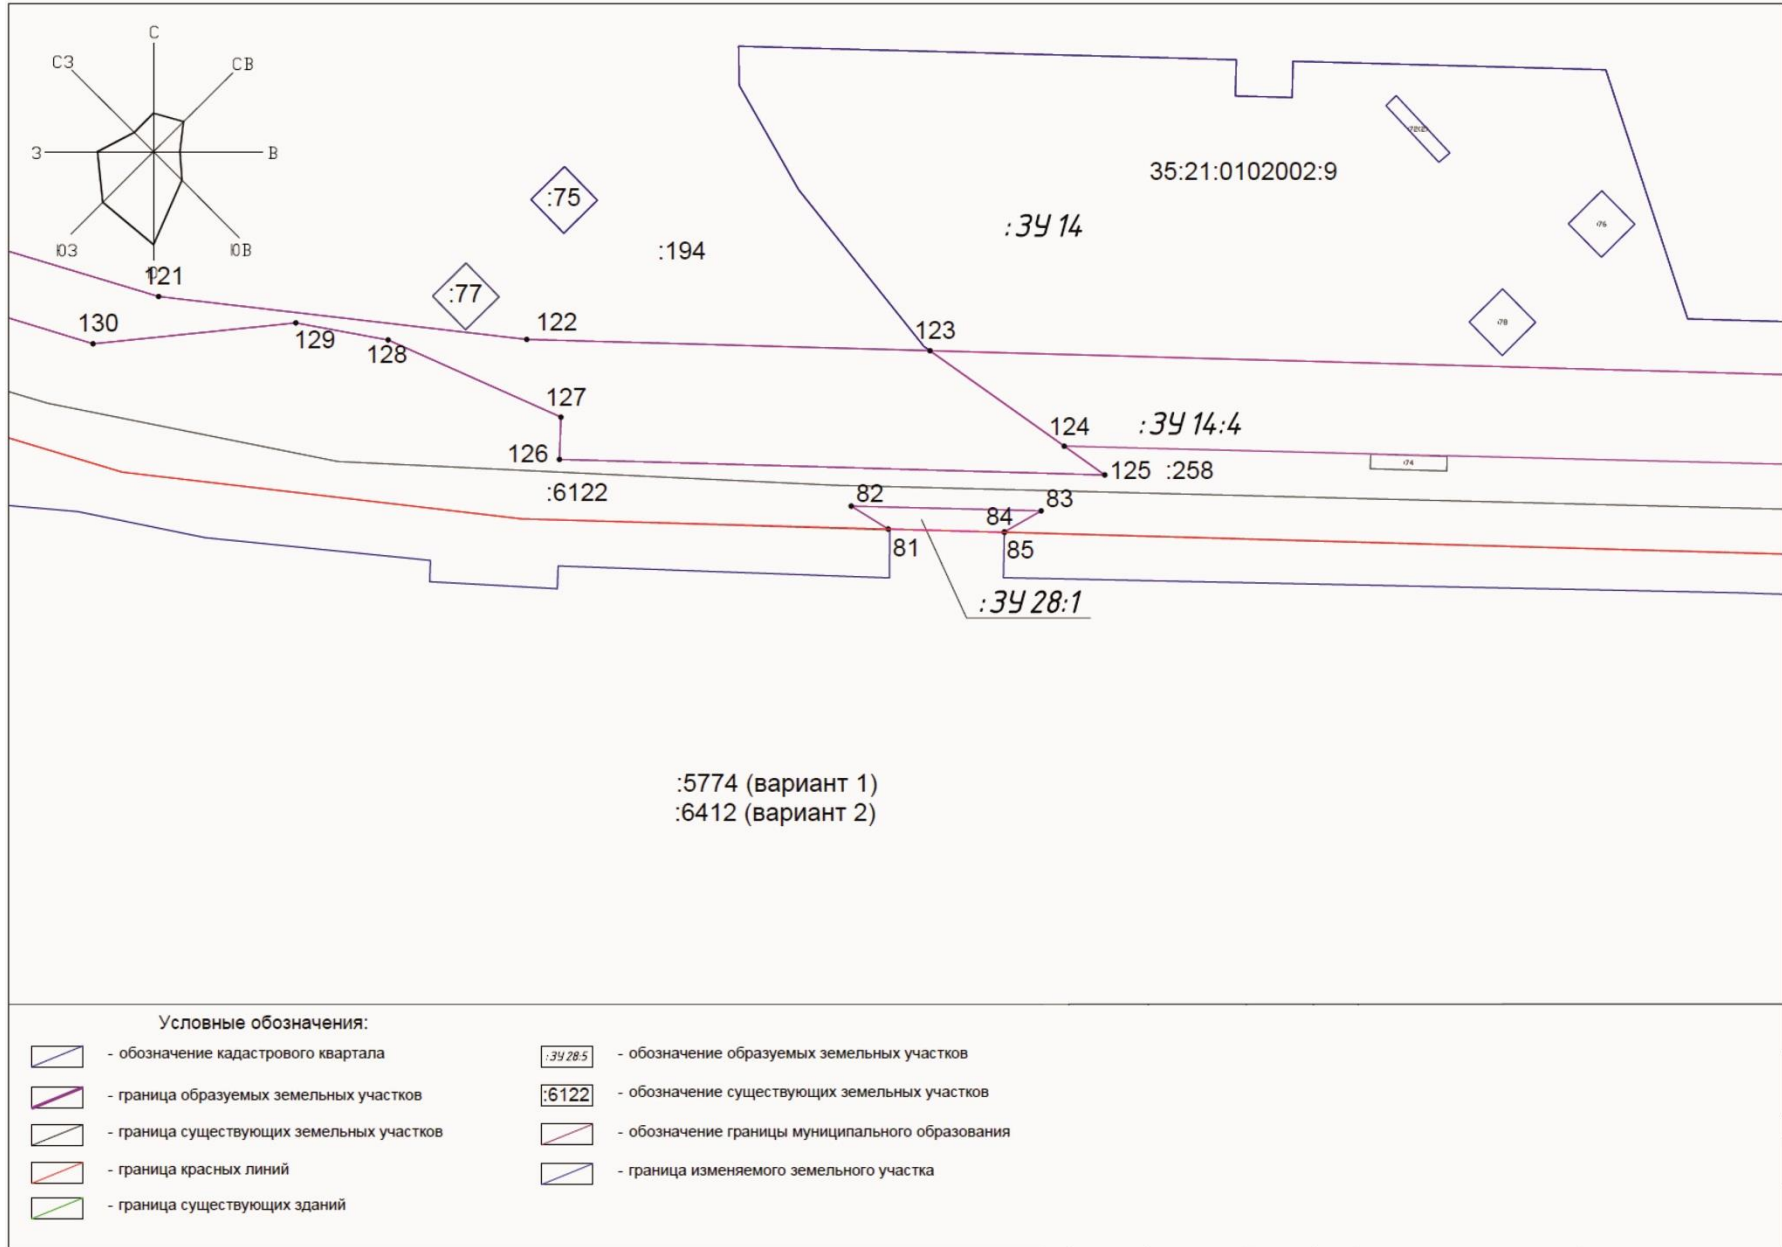 С
СЗ
СВ
З
В
ЮЗ
ЮВ
Ю
121
:75
:194
:77
35:21:0102002:9
:ЗУ 14
:76
:78
130
129
128
122
123
127
124
:ЗУ 14:4
126
125
:258
:74
:6122
82
83
84
81
85
:ЗУ 28:1
:5774 (вариант 1)
:6412 (вариант 2)
Условные обозначения:
- обозначение кадастрового квартала
- граница образуемых земельных участков
- граница существующих земельных участков
- граница красных линий
- граница существующих зданий
:ЗУ 28:5 - обозначение образуемых земельных участков
:6122 - обозначение существующих земельных участков
- обозначение границы муниципального образования
- граница изменяемого земельного участка